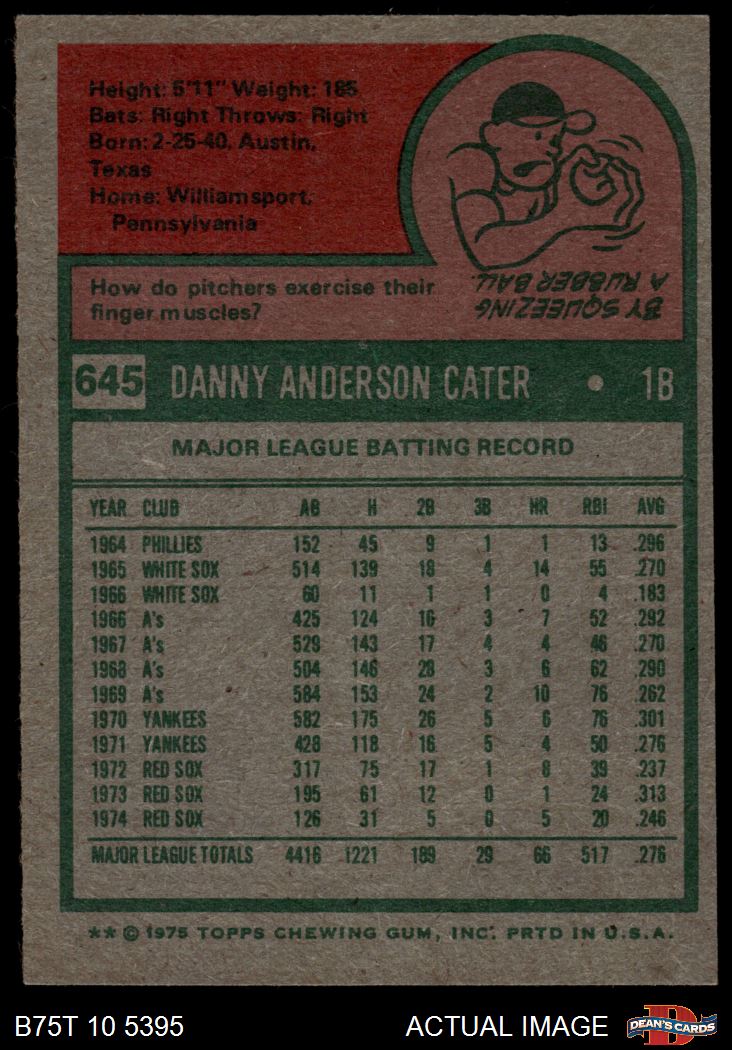 Height: 5'11" Weight: 185
Bats: Right Throws: Right
Born: 2-25-40, Austin,
Texas
Home: Williamsport,
Pennsylvania
How do pitchers exercise their
finger muscles?
BY SQUEEZING
A RUBBER BALL.
645 DANNY ANDERSON CATER • 1B
MAJOR LEAGUE BATTING RECORD
YEAR CLUB AB H 2B 3B HR RBI AVG
1964 PHILLIES 152 45 9 1 1 13 .296
1965 WHITE SOX 514 139 18 4 14 55 .270
1966 WHITE SOX 60 11 1 1 0 4 .183
1966 A's 425 124 16 3 7 52 .292
1967 A's 529 143 17 4 4 46 .270
1968 A's 504 146 28 3 6 62 .290
1969 A's 584 153 24 2 10 76 .262
1970 YANKEES 582 175 26 5 6 76 .301
1971 YANKEES 428 118 16 5 4 50 .276
1972 RED SOX 317 75 17 1 8 39 .237
1973 RED SOX 195 61 12 0 1 24 .313
1974 RED SOX 126 31 5 0 5 20 .246
MAJOR LEAGUE TOTALS 4416 1221 189 29 66 517 .276
** © 1975 TOPPS CHEWING GUM, INC. PRTD IN U.S.A.
B75T 10 5395 ACTUAL IMAGE DEAN'S CARDS